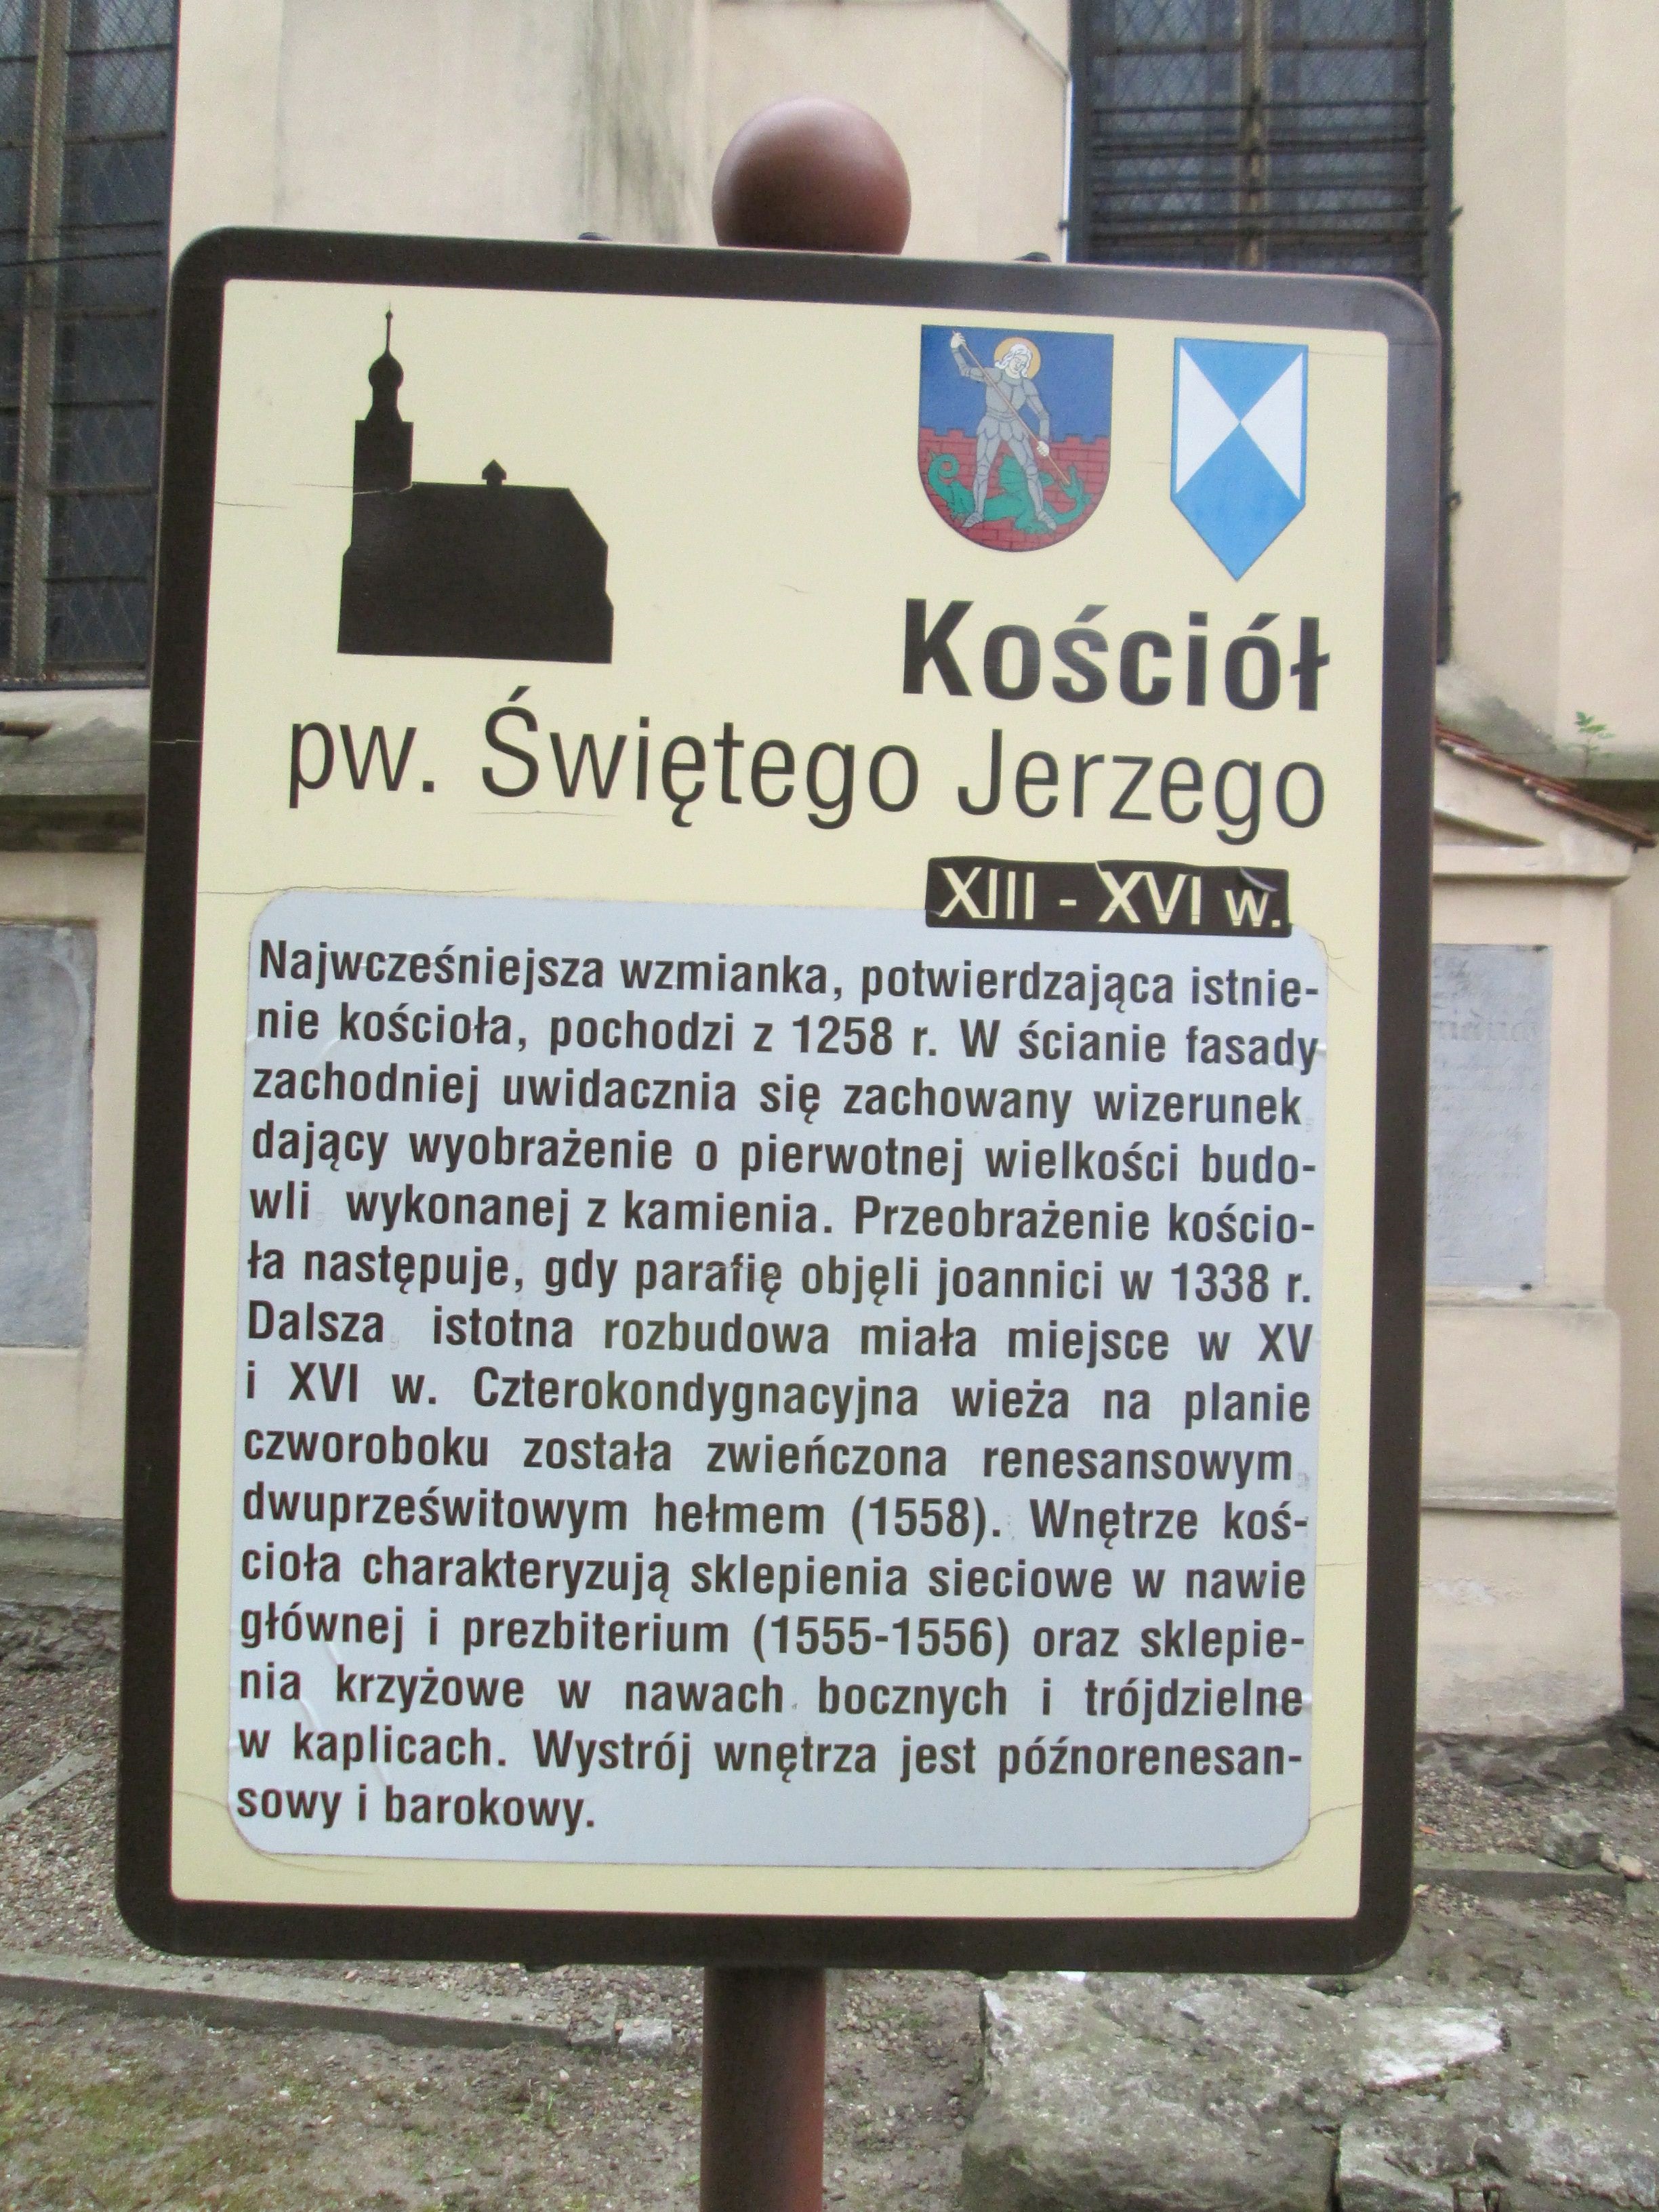 Kościół
pw. Świętego Jerzego
XIII - XVI w.
Najwcześniejsza wzmianka, potwierdzająca istnie-
nie kościoła, pochodzi z 1258 r. W ścianie fasady
zachodniej uwidacznia się zachowany wizerunek
dający wyobrażenie o pierwotnej wielkości budo-
wli wykonanej z kamienia. Przeobrażenie kościo-
ła następuje, gdy parafię objęli joannici w 1338 r.
Dalsza istotna rozbudowa miała miejsce w XV
i XVI w. Czterokondygnacyjna wieża na planie
czworoboku została zwieńczona renesansowym
dwuprześwitowym hełmem (1558). Wnętrze koś-
cioła charakteryzują sklepienia sieciowe w nawie
głównej i prezbiterium (1555-1556) oraz sklepie-
nia krzyżowe w nawach bocznych i trójdzielne
w kaplicach. Wystrój wnętrza jest późnorenesan-
sowy i barokowy.